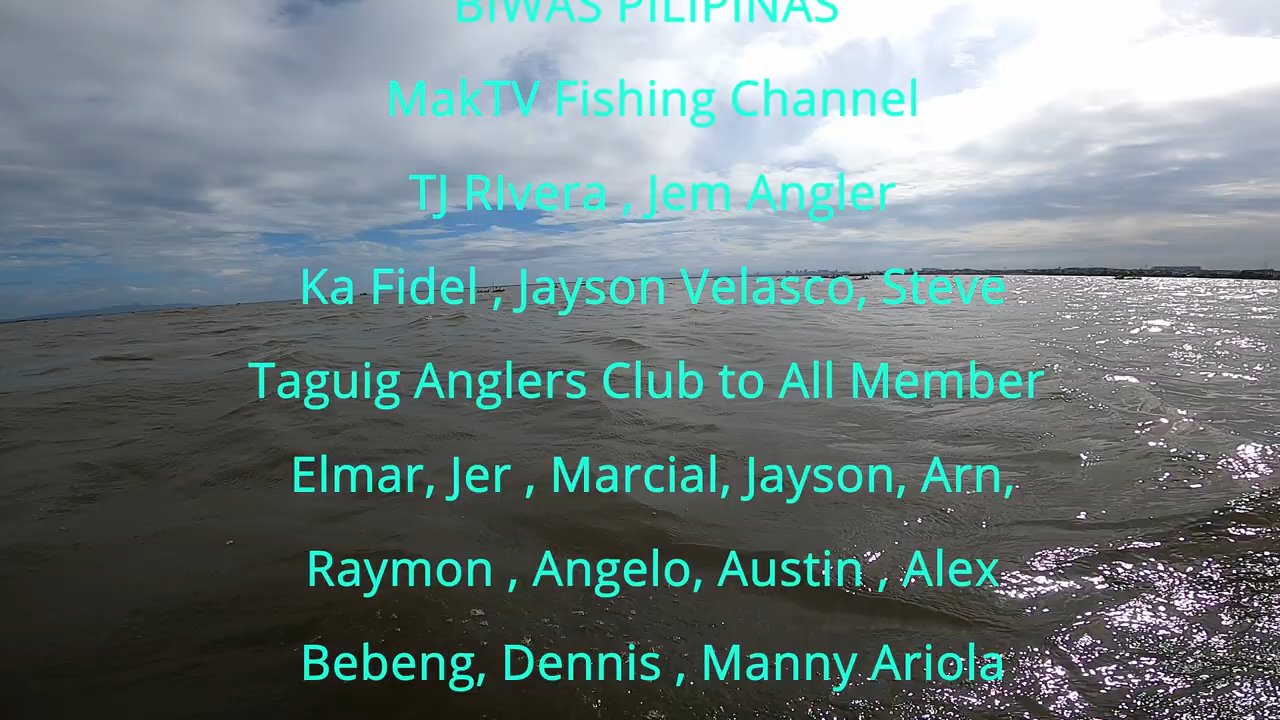 BIWAS PILIPINAS
MakTV Fishing Channel
TJ RIvera , Jem Angler
Ka Fidel , Jayson Velasco, Steve
Taguig Anglers Club to All Member
Elmar, Jer , Marcial, Jayson, Arn,
Raymon , Angelo, Austin , Alex
Bebeng, Dennis , Manny Ariola